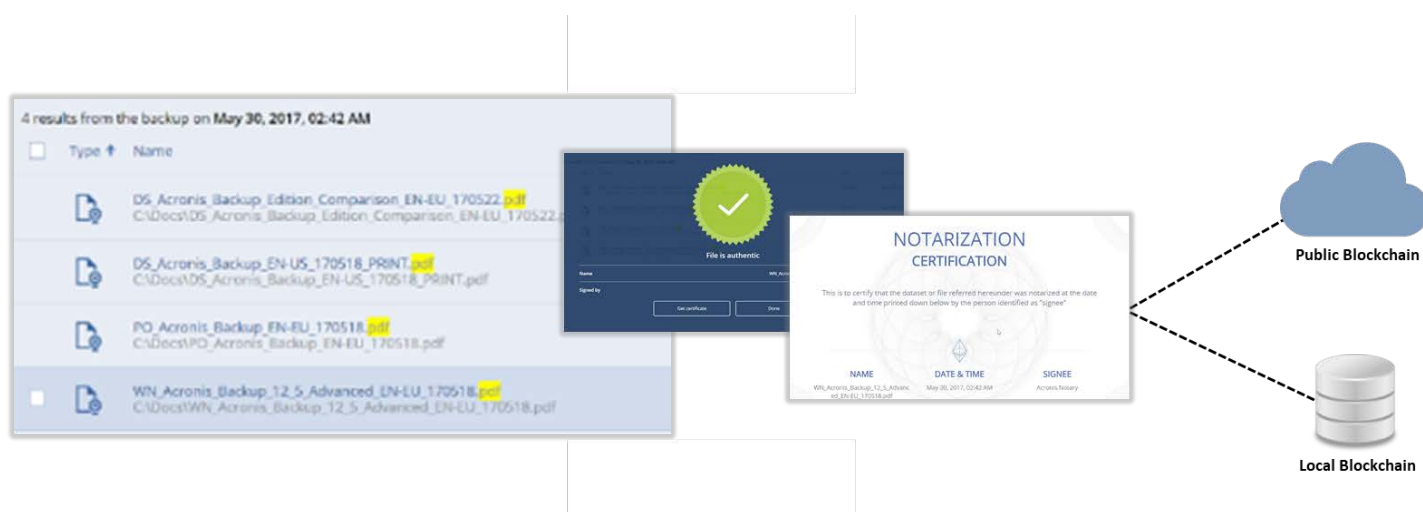 4 results from the backup on May 30, 2017, 02:42 AM
Type ↑ Name
DS_Acronis_Backup_Edition_Comparison_EN-EU_170522.pdf
C:\Docs\DS_Acronis_Backup_Edition_Comparison_EN-EU_170522.p
DS_Acronis_Backup_EN-US_170518_PRINT.pdf
C:\Docs\DS_Acronis_Backup_EN-US_170518_PRINT.pdf
PO_Acronis_Backup_EN-EU_170518.pdf
C:\Docs\PO_Acronis_Backup_EN-EU_170518.pdf
WN_Acronis_Backup_12_5_Advanced_EN-EU_170518.pdf
C:\Docs\WN_Acronis_Backup_12_5_Advanced_EN-EU_170518.pdf
File is authentic
Name WN_Acro
Signed by
Get certificate Done
NOTARIZATION
CERTIFICATION
This is to certify that the dataset or file referred hereunder was notarized at the date
and time printed down below by the person identified as "signee"
NAME DATE & TIME SIGNEE
WN_Acronis_Backup_12_5_Advanc May 30, 2017, 02:42 AM Acronis Notary
ed_EN-EU_170518.pdf
Public Blockchain
Local Blockchain